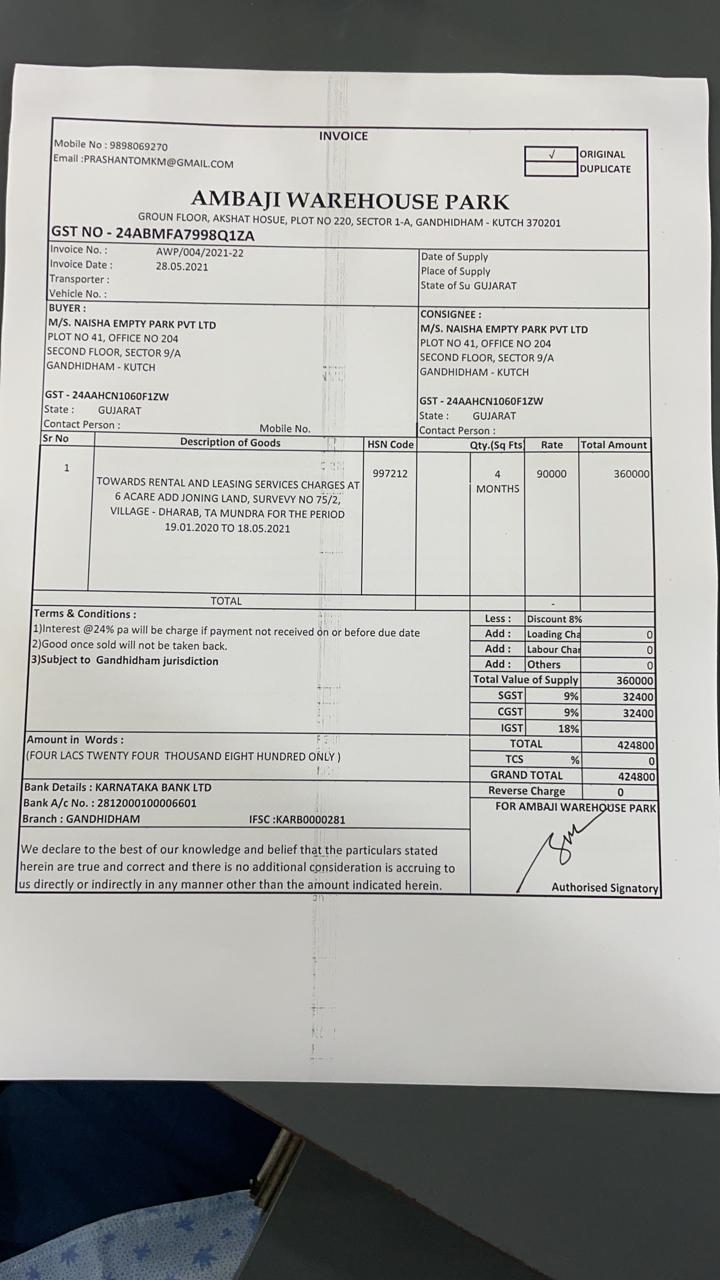 INVOICE
Mobile No : 9898069270
Email :PRASHANTOMKM@GMAIL.COM
√ ORIGINAL
DUPLICATE
AMBAJI WAREHOUSE PARK
GROUN FLOOR, AKSHAT HOSUE, PLOT NO 220, SECTOR 1-A, GANDHIDHAM - KUTCH 370201
GST NO - 24ABMFA7998Q1ZA
Invoice No. : AWP/004/2021-22
Invoice Date : 28.05.2021
Transporter :
Vehicle No. :
Date of Supply
Place of Supply
State of Su GUJARAT
BUYER :
M/S. NAISHA EMPTY PARK PVT LTD
PLOT NO 41, OFFICE NO 204
SECOND FLOOR, SECTOR 9/A
GANDHIDHAM - KUTCH
GST - 24AAHCN1060F1ZW
State : GUJARAT
Contact Person : Mobile No.
CONSIGNEE :
M/S. NAISHA EMPTY PARK PVT LTD
PLOT NO 41, OFFICE NO 204
SECOND FLOOR, SECTOR 9/A
GANDHIDHAM - KUTCH
GST - 24AAHCN1060F1ZW
State : GUJARAT
Contact Person :
Sr No Description of Goods HSN Code Qty.(Sq Fts Rate Total Amount
1 997212 4 90000 360000
MONTHS
TOWARDS RENTAL AND LEASING SERVICES CHARGES AT
6 ACARE ADD JONING LAND, SURVEVY NO 75/2,
VILLAGE - DHARAB, TA MUNDRA FOR THE PERIOD
19.01.2020 TO 18.05.2021
TOTAL -
Terms & Conditions :
1)Interest @24% pa will be charge if payment not received on or before due date
2)Good once sold will not be taken back.
3)Subject to Gandhidham jurisdiction
Less : Discount 8%
Add : Loading Cha 0
Add : Labour Char 0
Add : Others 0
Total Value of Supply 360000
SGST 9% 32400
CGST 9% 32400
IGST 18%
TOTAL 424800
TCS % 0
GRAND TOTAL 424800
Reverse Charge 0
Amount in Words :
(FOUR LACS TWENTY FOUR THOUSAND EIGHT HUNDRED ONLY )
Bank Details : KARNATAKA BANK LTD
Bank A/c No. : 2812000100006601
Branch : GANDHIDHAM IFSC :KARB0000281
We declare to the best of our knowledge and belief that the particulars stated
herein are true and correct and there is no additional consideration is accruing to
us directly or indirectly in any manner other than the amount indicated herein.
FOR AMBAJI WAREHOUSE PARK
Authorised Signatory